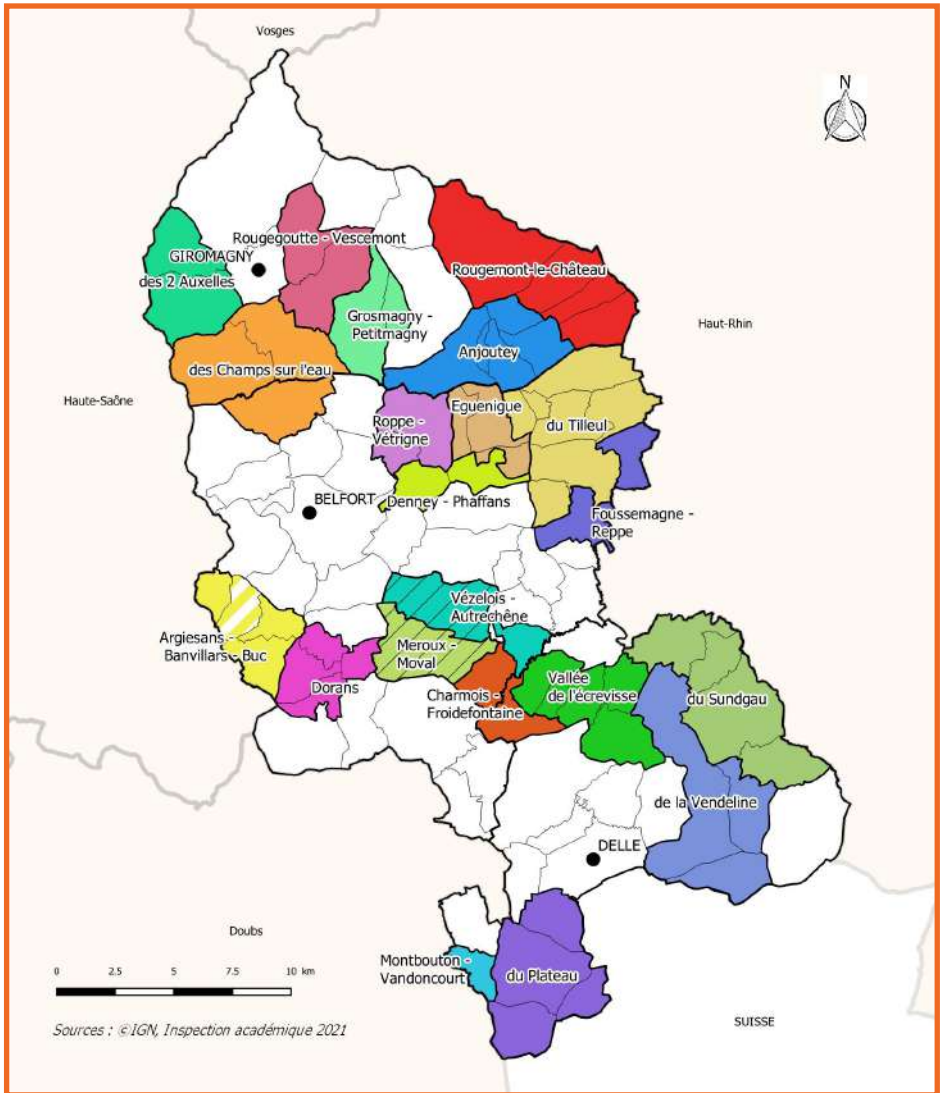 Vosges
N
Rougegoutte - Vescemont
GIROMAGNY
des 2 Auxelles
Rougemont-le-Château
Grosmagny -
Petitmagny
Haut-Rhin
Anjoutey
des Champs sur l'eau
Haute-Saône
Eguenigue
Roppe -
Vétrigne
du Tilleul
BELFORT
Denney - Phaffans
Foussemagne -
Reppe
Vézelois -
Autrechêne
Argiesans -
Banvillars - Buc
Meroux -
Moval
Dorans
Charmois -
Froidefontaine
Vallée
de l'écrevisse
du Sundgau
de la Vendeline
DELLE
Doubs
Montbouton -
Vandoncourt
du Plateau
0 2.5 5 7.5 10 km
SUISSE
Sources : ©IGN, Inspection académique 2021